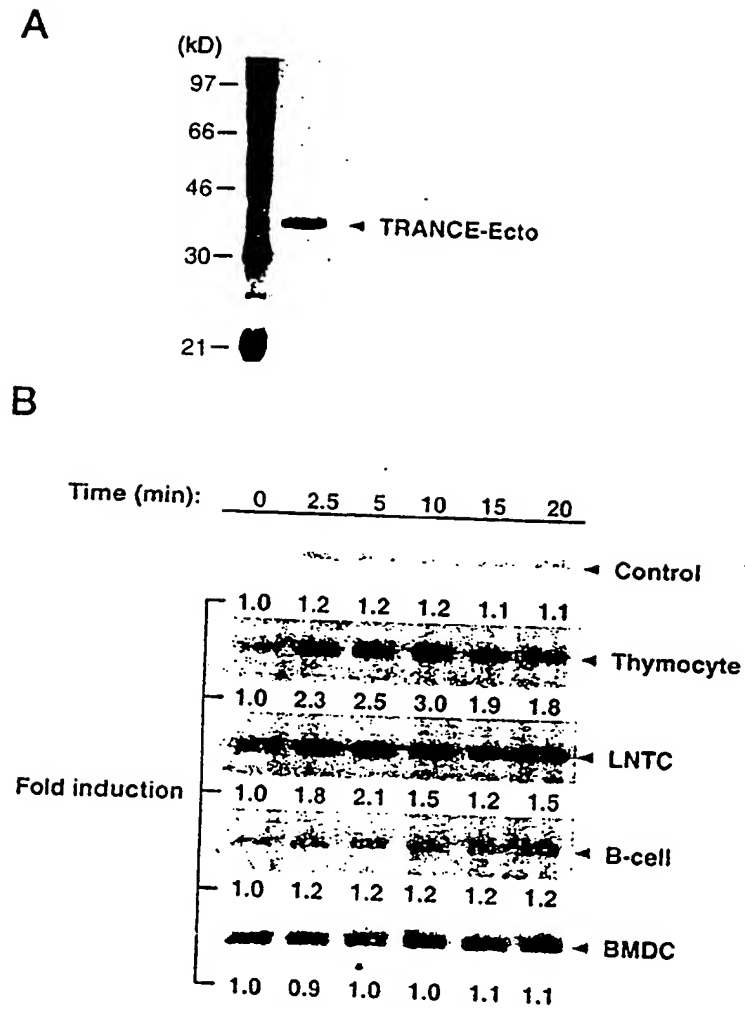 A
(kD)
97
66
46
TRANCE-Ecto
30
21
B
Time (min): 0 2.5 5 10 15 20
Control
1.0 1.2 1.2 1.2 1.1 1.1
Thymocyte
1.0 2.3 2.5 3.0 1.9 1.8
LNTC
Fold induction
1.0 1.8 2.1 1.5 1.2 1.5
B-cell
1.0 1.2 1.2 1.2 1.2 1.2
BMDC
1.0 0.9 1.0 1.0 1.1 1.1